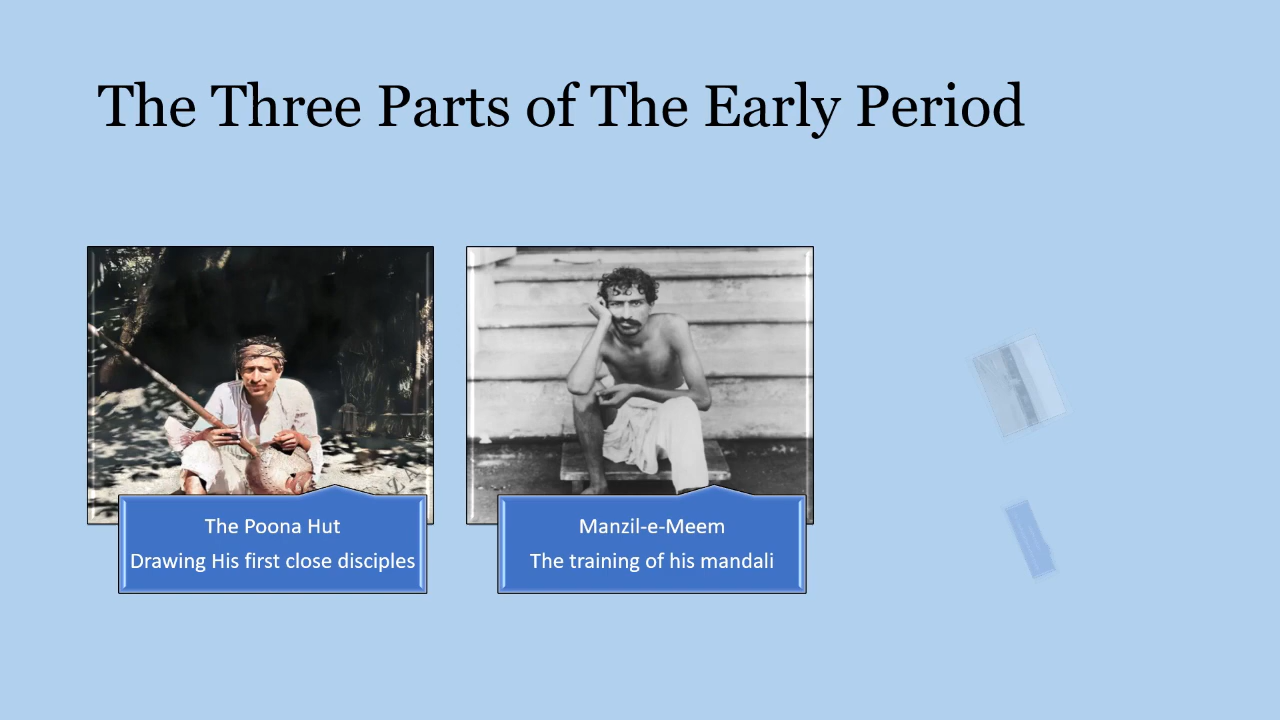 The Three Parts of The Early Period
The Poona Hut
Drawing His first close disciples
Manzil-e-Meem
The training of his mandali